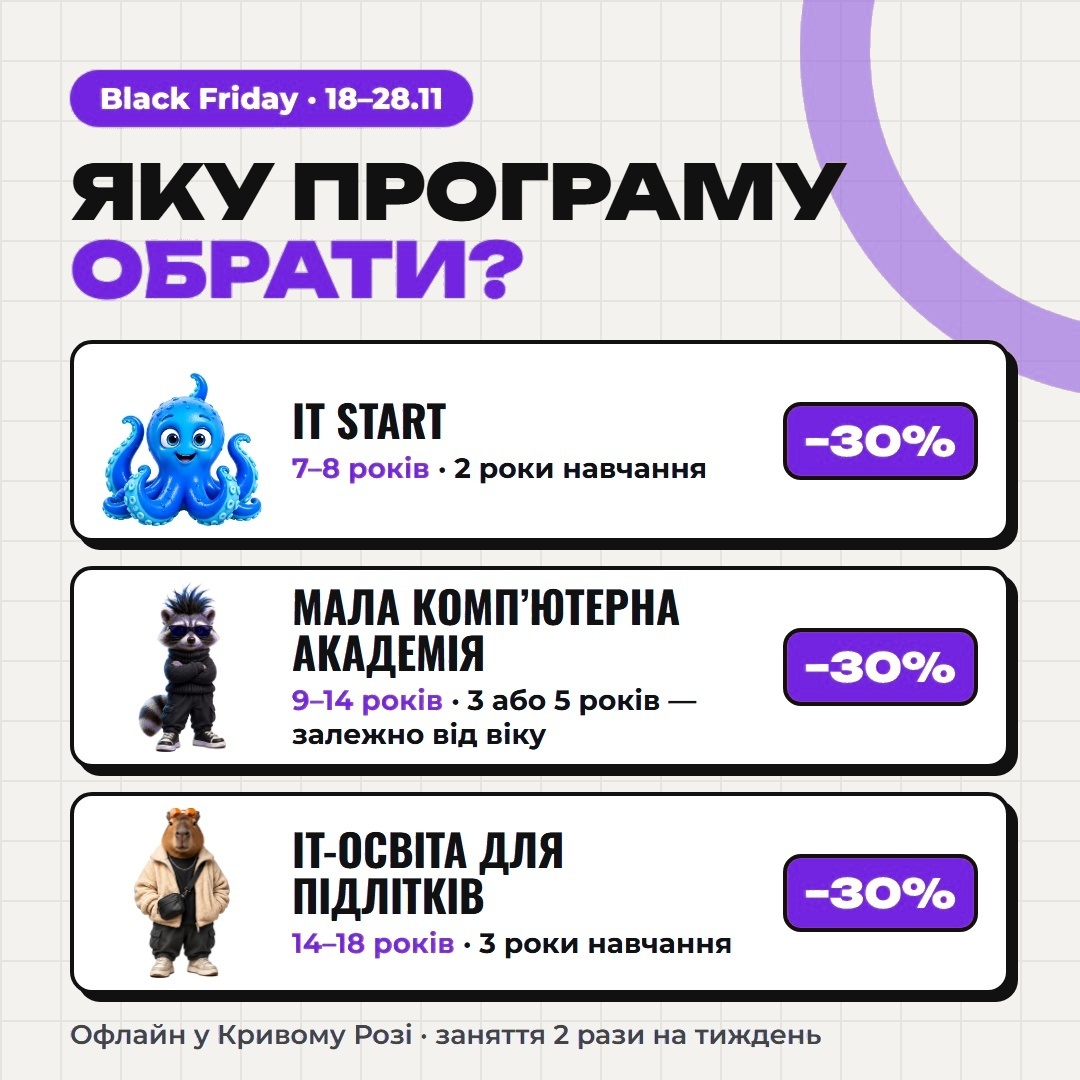 Black Friday · 18–28.11
ЯКУ ПРОГРАМУ
ОБРАТИ?
IT START
7–8 років · 2 роки навчання
–30%
МАЛА КОМП’ЮТЕРНА
АКАДЕМІЯ
9–14 років · 3 або 5 років —
залежно від віку
–30%
ІТ-ОСВІТА ДЛЯ
ПІДЛІТКІВ
14–18 років · 3 роки навчання
–30%
Офлайн у Кривому Розі · заняття 2 рази на тиждень